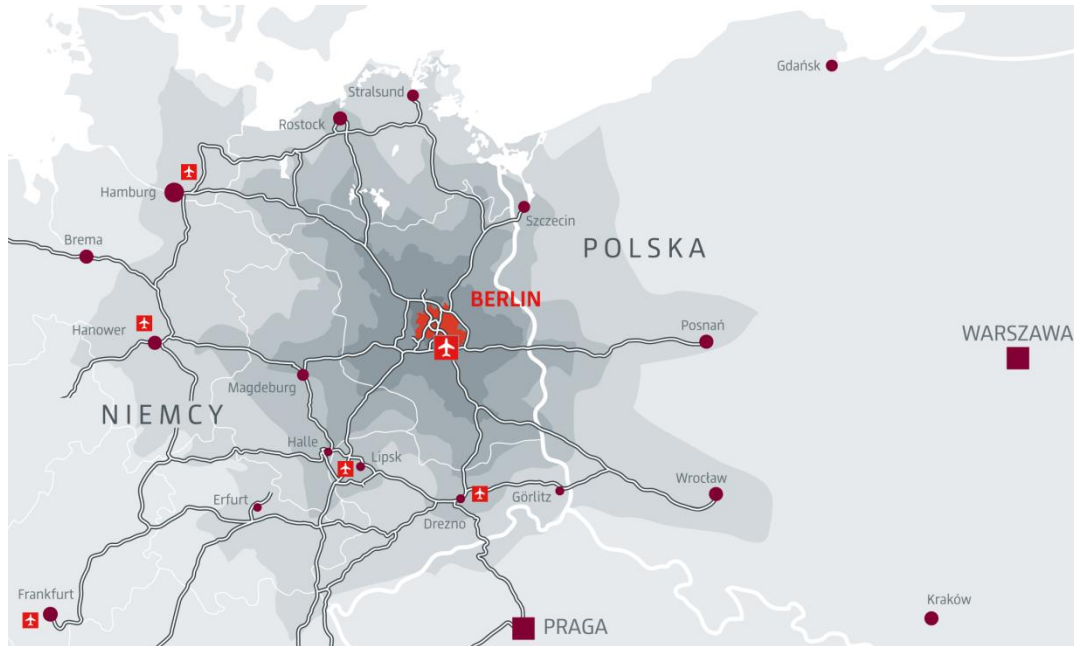 Gdańsk
Stralsund
Rostock
Hamburg
Szczecin
Brema
POLSKA
BERLIN
Hanower
Posnań
WARSZAWA
Magdeburg
NIEMCY
Halle
Lipsk
Wrocław
Erfurt
Görlitz
Drezno
Frankfurt
Kraków
PRAGA